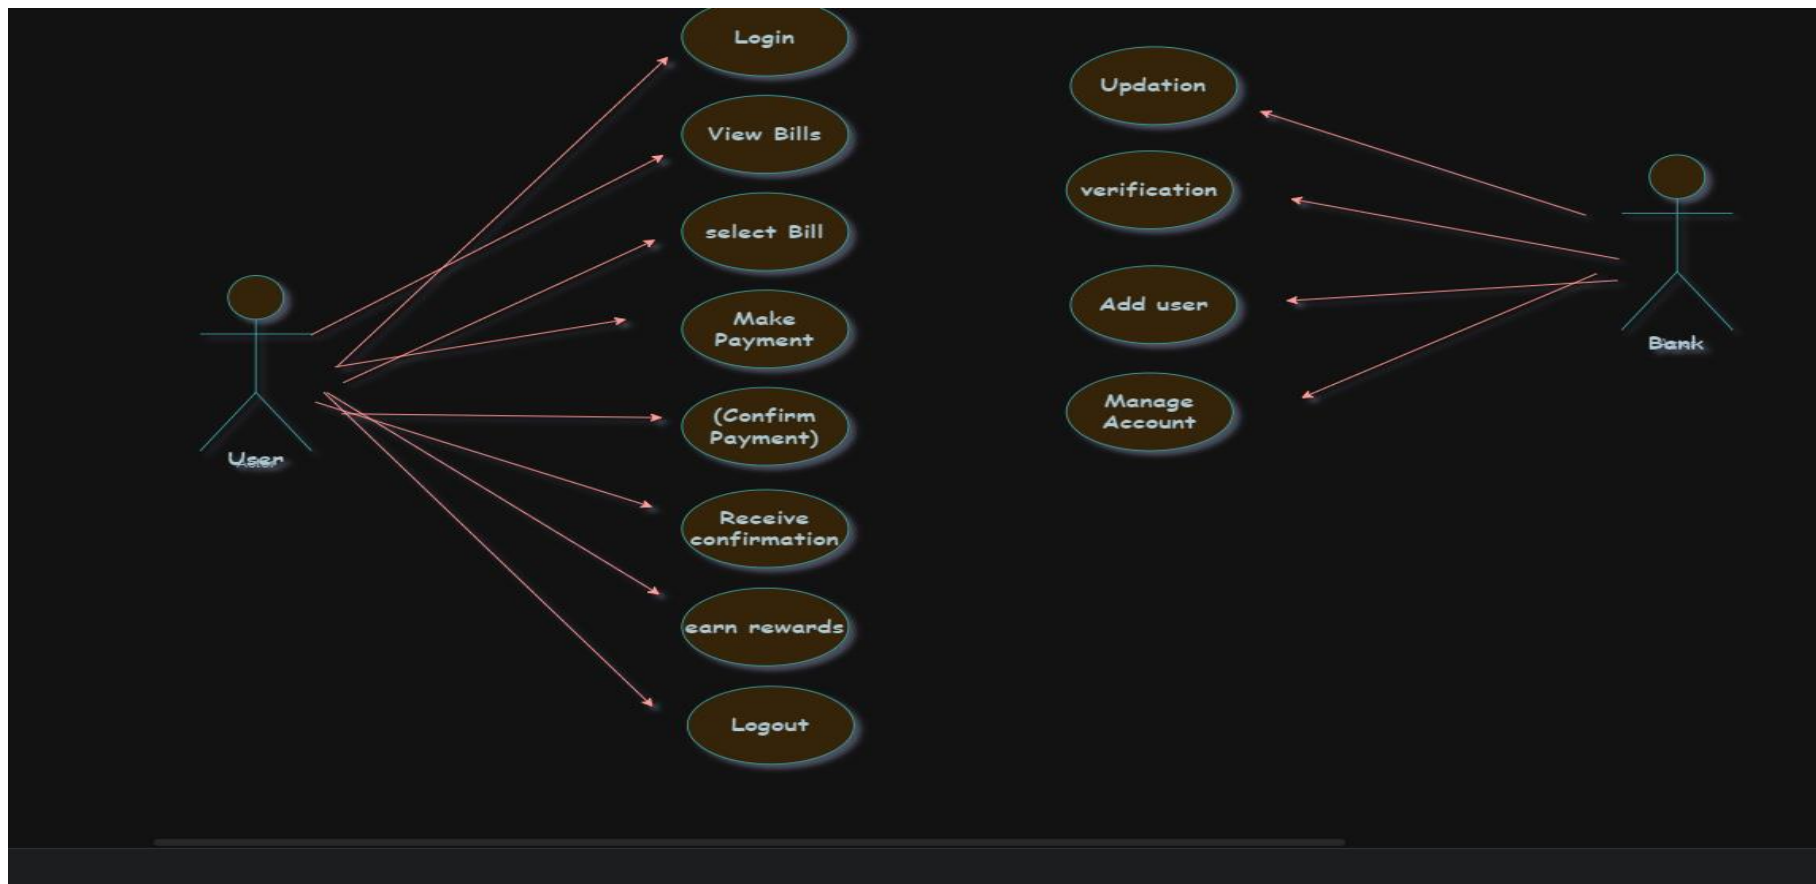 Login
View Bills
select Bill
Make
Payment
(Confirm
Payment)
Receive
confirmation
earn rewards
Logout
User
Updation
verification
Add user
Manage
Account
Bank